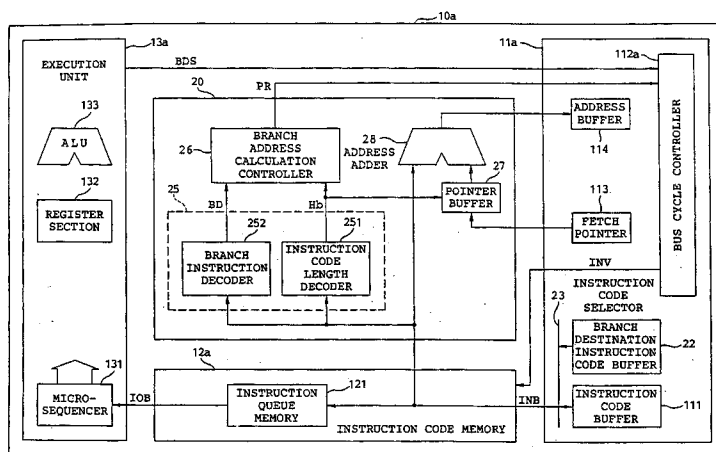 10a
13a
11a
EXECUTION
UNIT
BDS
112a
20
PR
133
ALU
BRANCH
ADDRESS
CALCULATION
CONTROLLER
26
28
ADDRESS
ADDER
ADDRESS
BUFFER
114
27
POINTER
BUFFER
132
REGISTER
SECTION
25
BD
Hb
113
FETCH
POINTER
252
BRANCH
INSTRUCTION
DECODER
251
INSTRUCTION
CODE
LENGTH
DECODER
BUS CYCLE CONTROLLER
INV
INSTRUCTION
CODE
SELECTOR
23
BRANCH
DESTINATION
INSTRUCTION
CODE BUFFER
22
12a
131
MICRO-
SEQUENCER
IOB
INSTRUCTION
QUEUE
MEMORY
121
INB
INSTRUCTION
CODE
BUFFER
111
INSTRUCTION CODE MEMORY